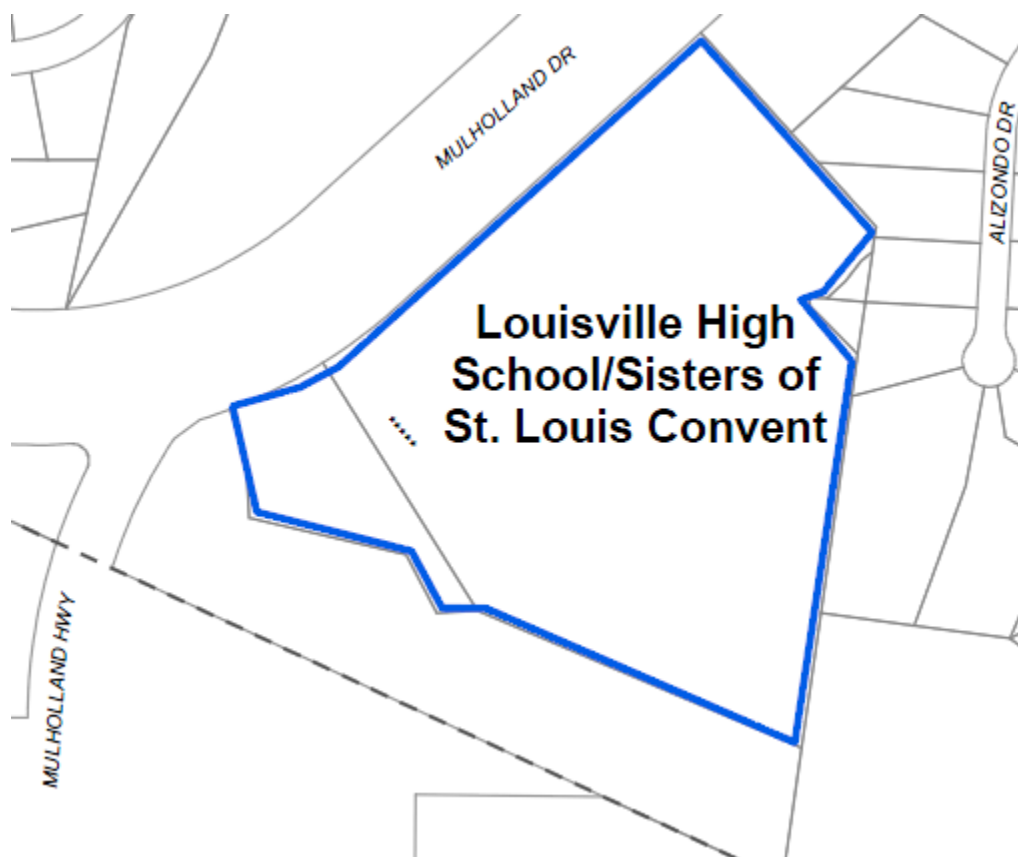 MULHOLLAND DR
ALIZONDO DR
Louisville High
School/Sisters of
St. Louis Convent
MULHOLLAND HWY